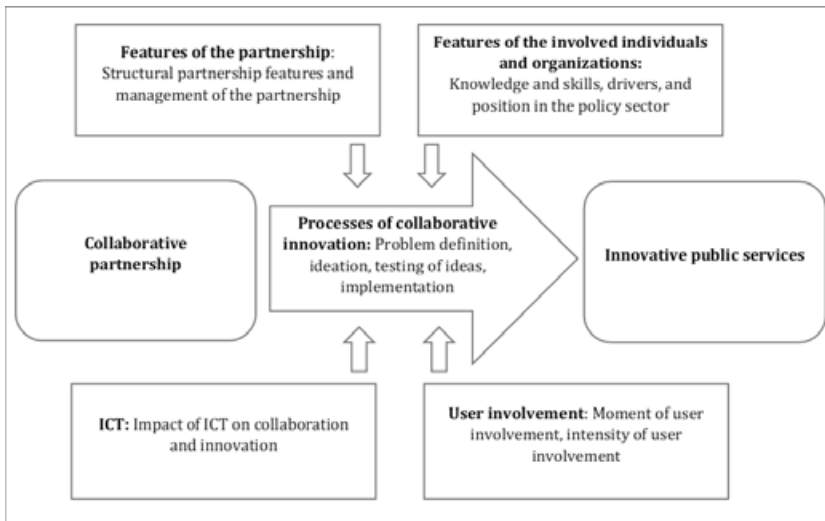 Features of the partnership:
Structural partnership features and
management of the partnership
Features of the involved individuals
and organizations:
Knowledge and skills, drivers, and
position in the policy sector
Collaborative
partnership
Processes of collaborative
innovation: Problem definition,
ideation, testing of ideas,
implementation
Innovative public services
ICT: Impact of ICT on collaboration
and innovation
User involvement: Moment of user
involvement, intensity of user
involvement